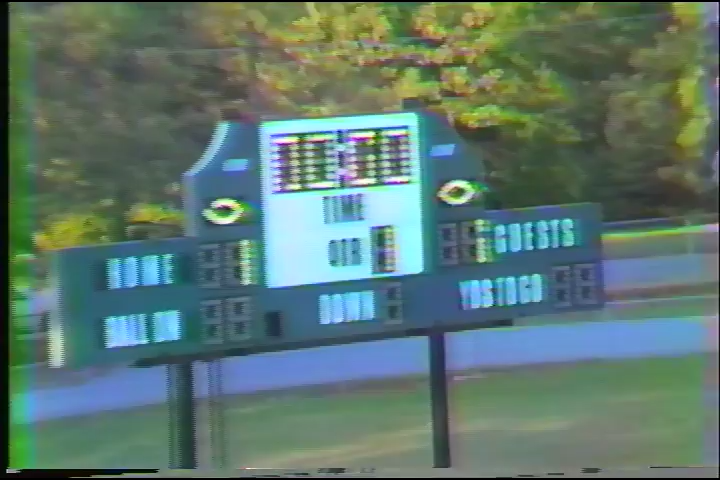 TIME
HOME QTR GUESTS
BALL ON DOWN YDS TO GO